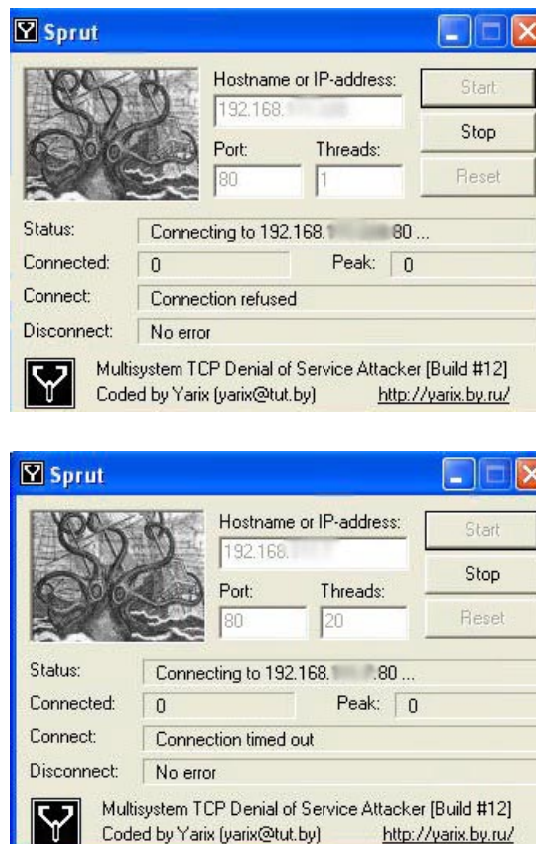 Sprut
Hostname or IP-address:
192.168.
Start
Port: Threads:
Stop
80 1
Reset
Status: Connecting to 192.168. 80 ...
Connected: 0 Peak: 0
Connect: Connection refused
Disconnect: No error
Multisystem TCP Denial of Service Attacker [Build #12]
Coded by Yarix (yarix@tut.by) http://yarix.by.ru/
Sprut
Hostname or IP-address:
192.168.
Start
Port: Threads:
Stop
80 20
Reset
Status: Connecting to 192.168. .80 ...
Connected: 0 Peak: 0
Connect: Connection timed out
Disconnect: No error
Multisystem TCP Denial of Service Attacker [Build #12]
Coded by Yarix (yarix@tut.by) http://yarix.by.ru/